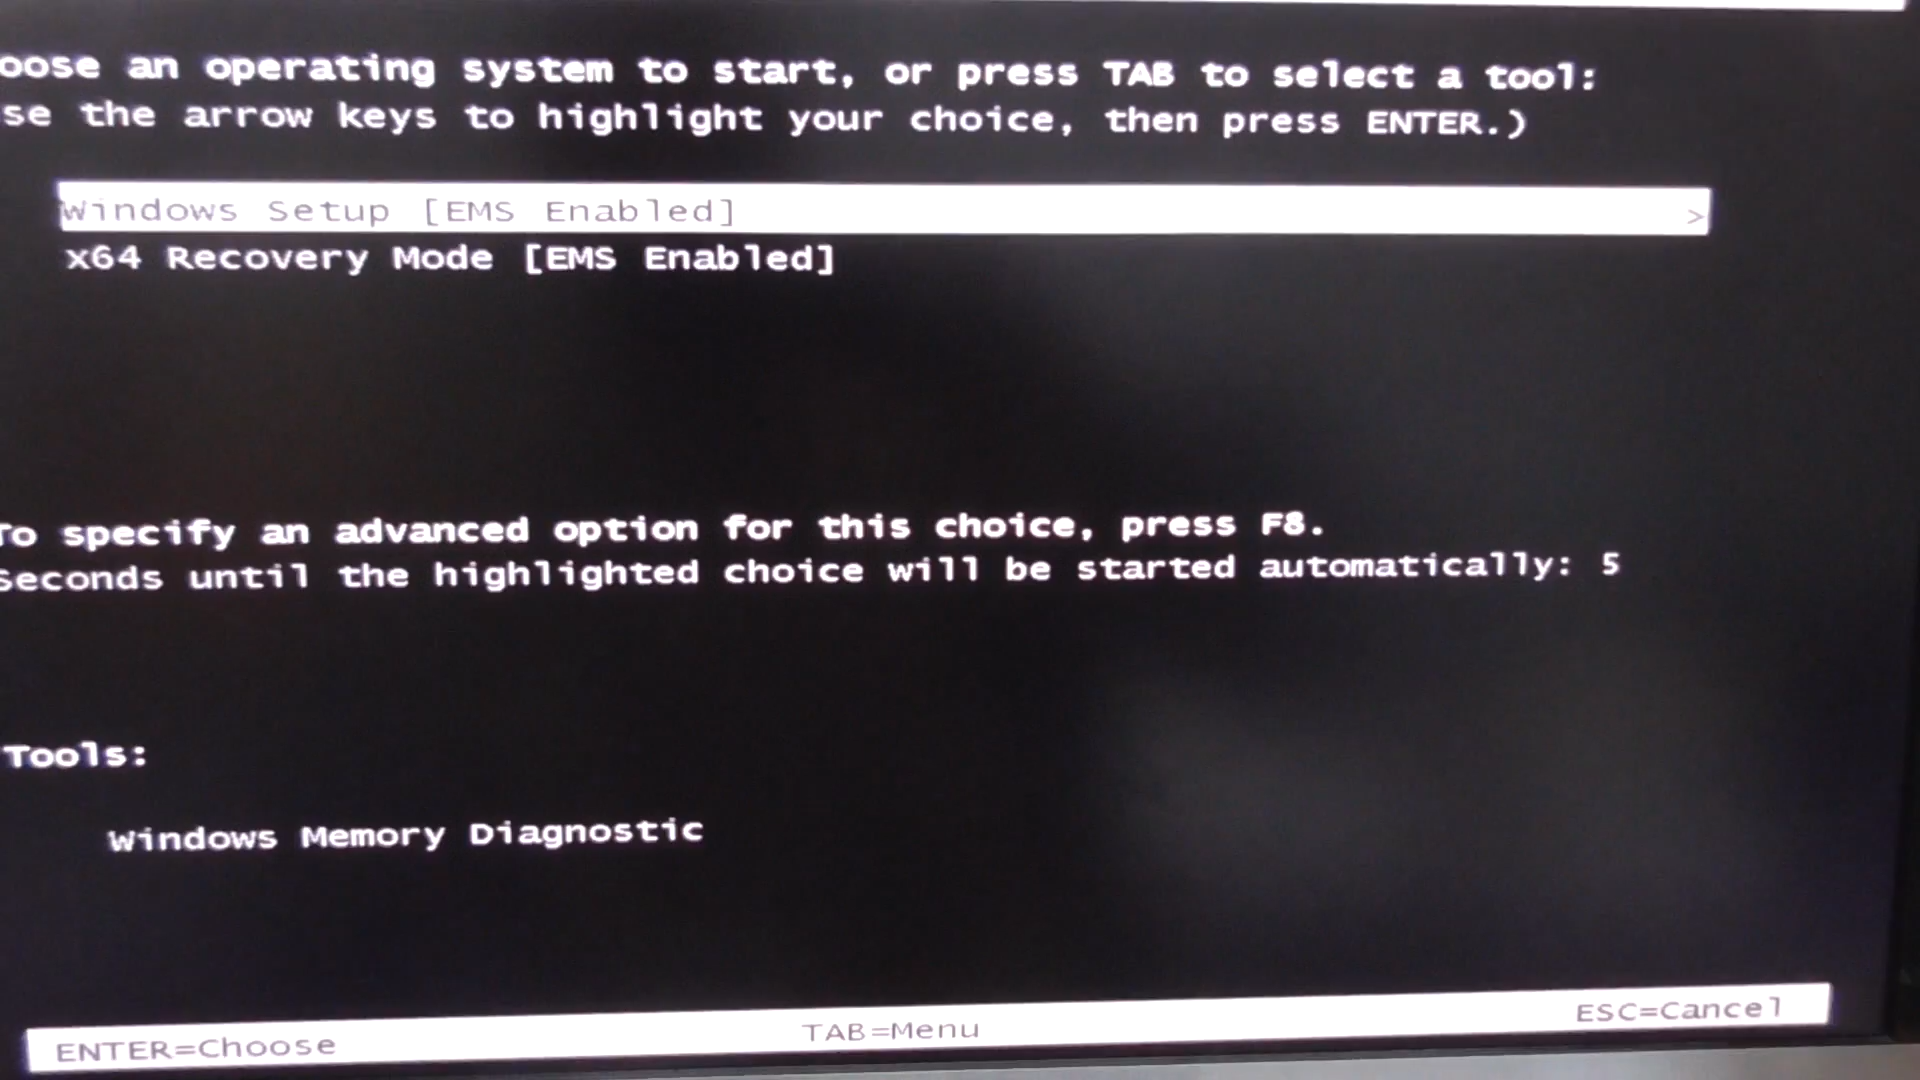 oose an operating system to start, or press TAB to select a tool:
se the arrow keys to highlight your choice, then press ENTER.)
Windows Setup [EMS Enabled] >
x64 Recovery Mode [EMS Enabled]
To specify an advanced option for this choice, press F8.
Seconds until the highlighted choice will be started automatically: 5
Tools:
Windows Memory Diagnostic
ENTER=Choose TAB=Menu ESC=Cancel